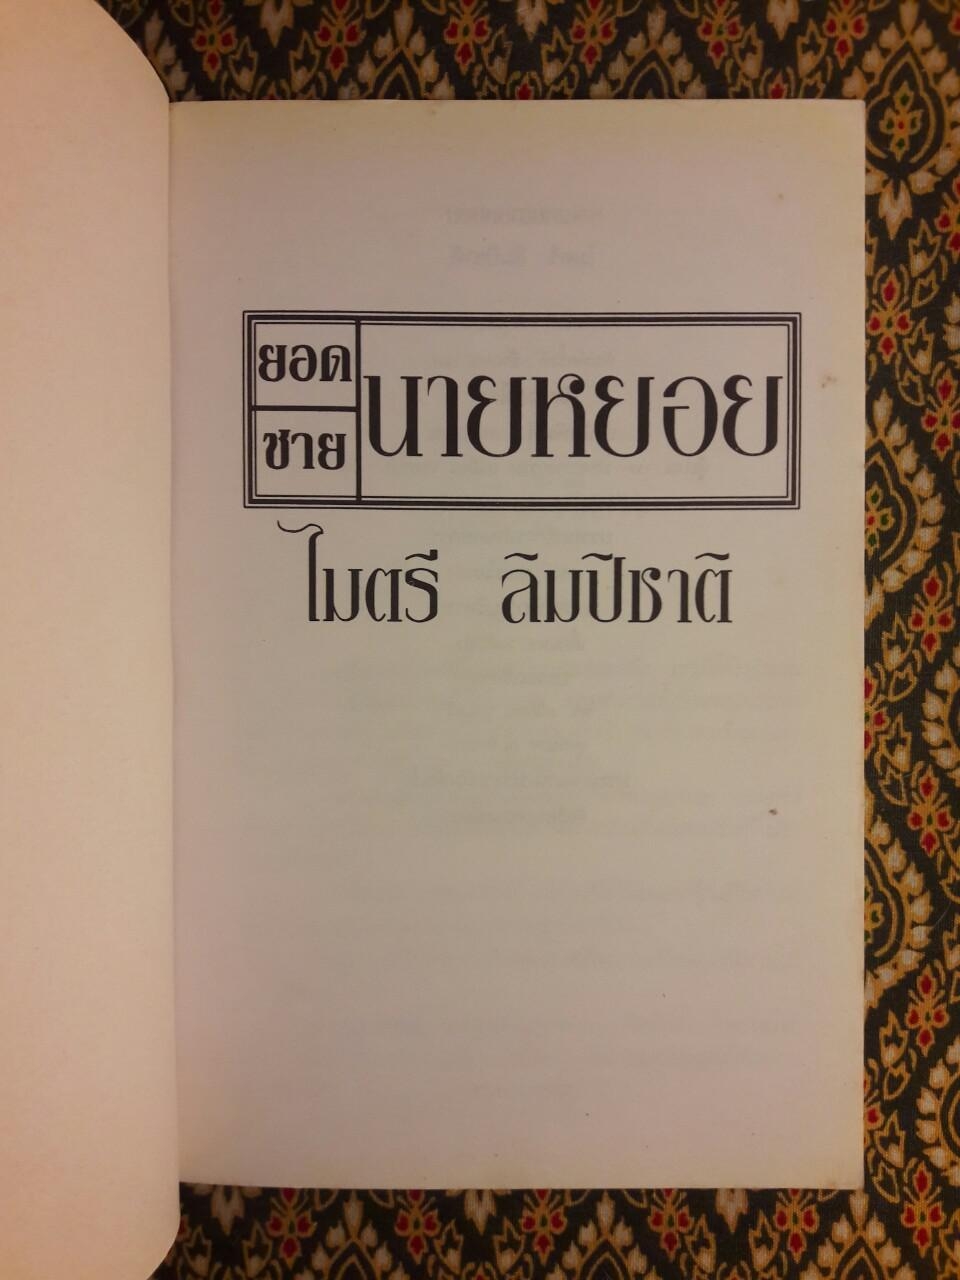 ยอด
ชาย
นายหยอย
ไมตรี ลิมปิชาติ